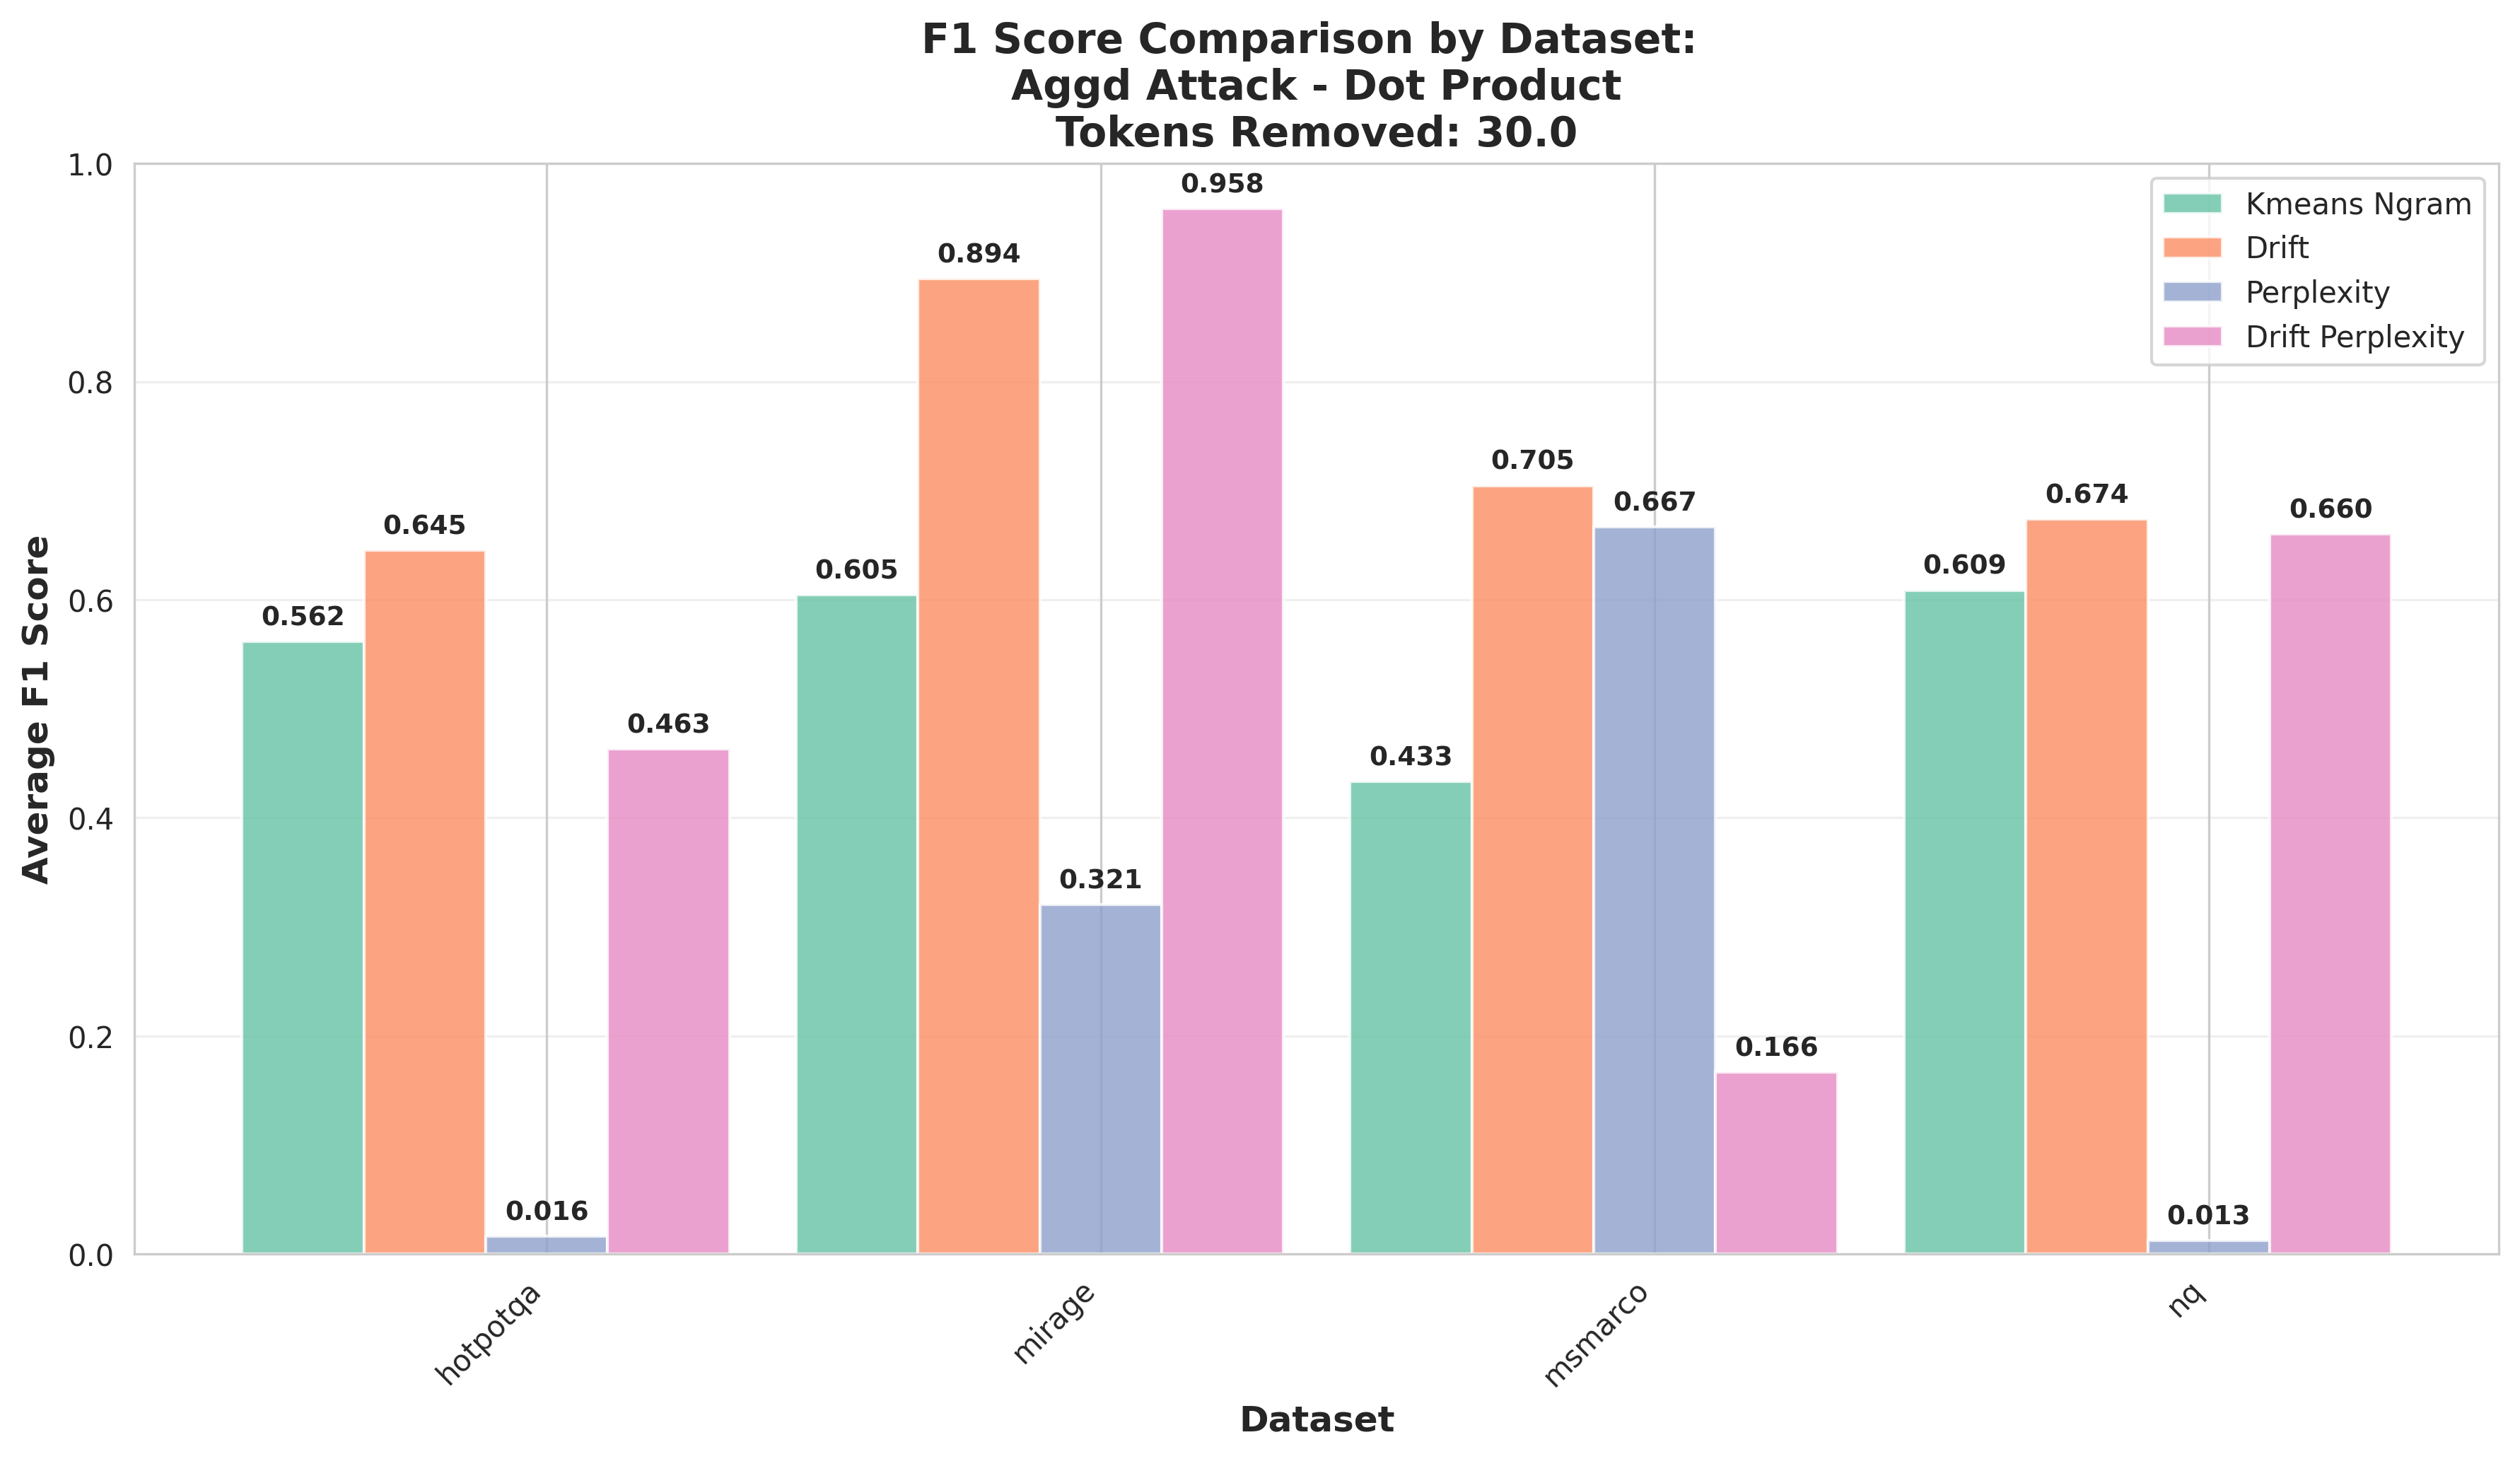 F1 Score Comparison by Dataset:
Aggd Attack - Dot Product
Tokens Removed: 30.0
Kmeans Ngram
Drift
Perplexity
Drift Perplexity
Average F1 Score
1.0
0.8
0.6
0.4
0.2
0.0
0.562
0.645
0.016
0.463
0.605
0.894
0.321
0.958
0.433
0.705
0.667
0.166
0.609
0.674
0.013
0.660
hotpotqa
mirage
msmarco
nq
Dataset